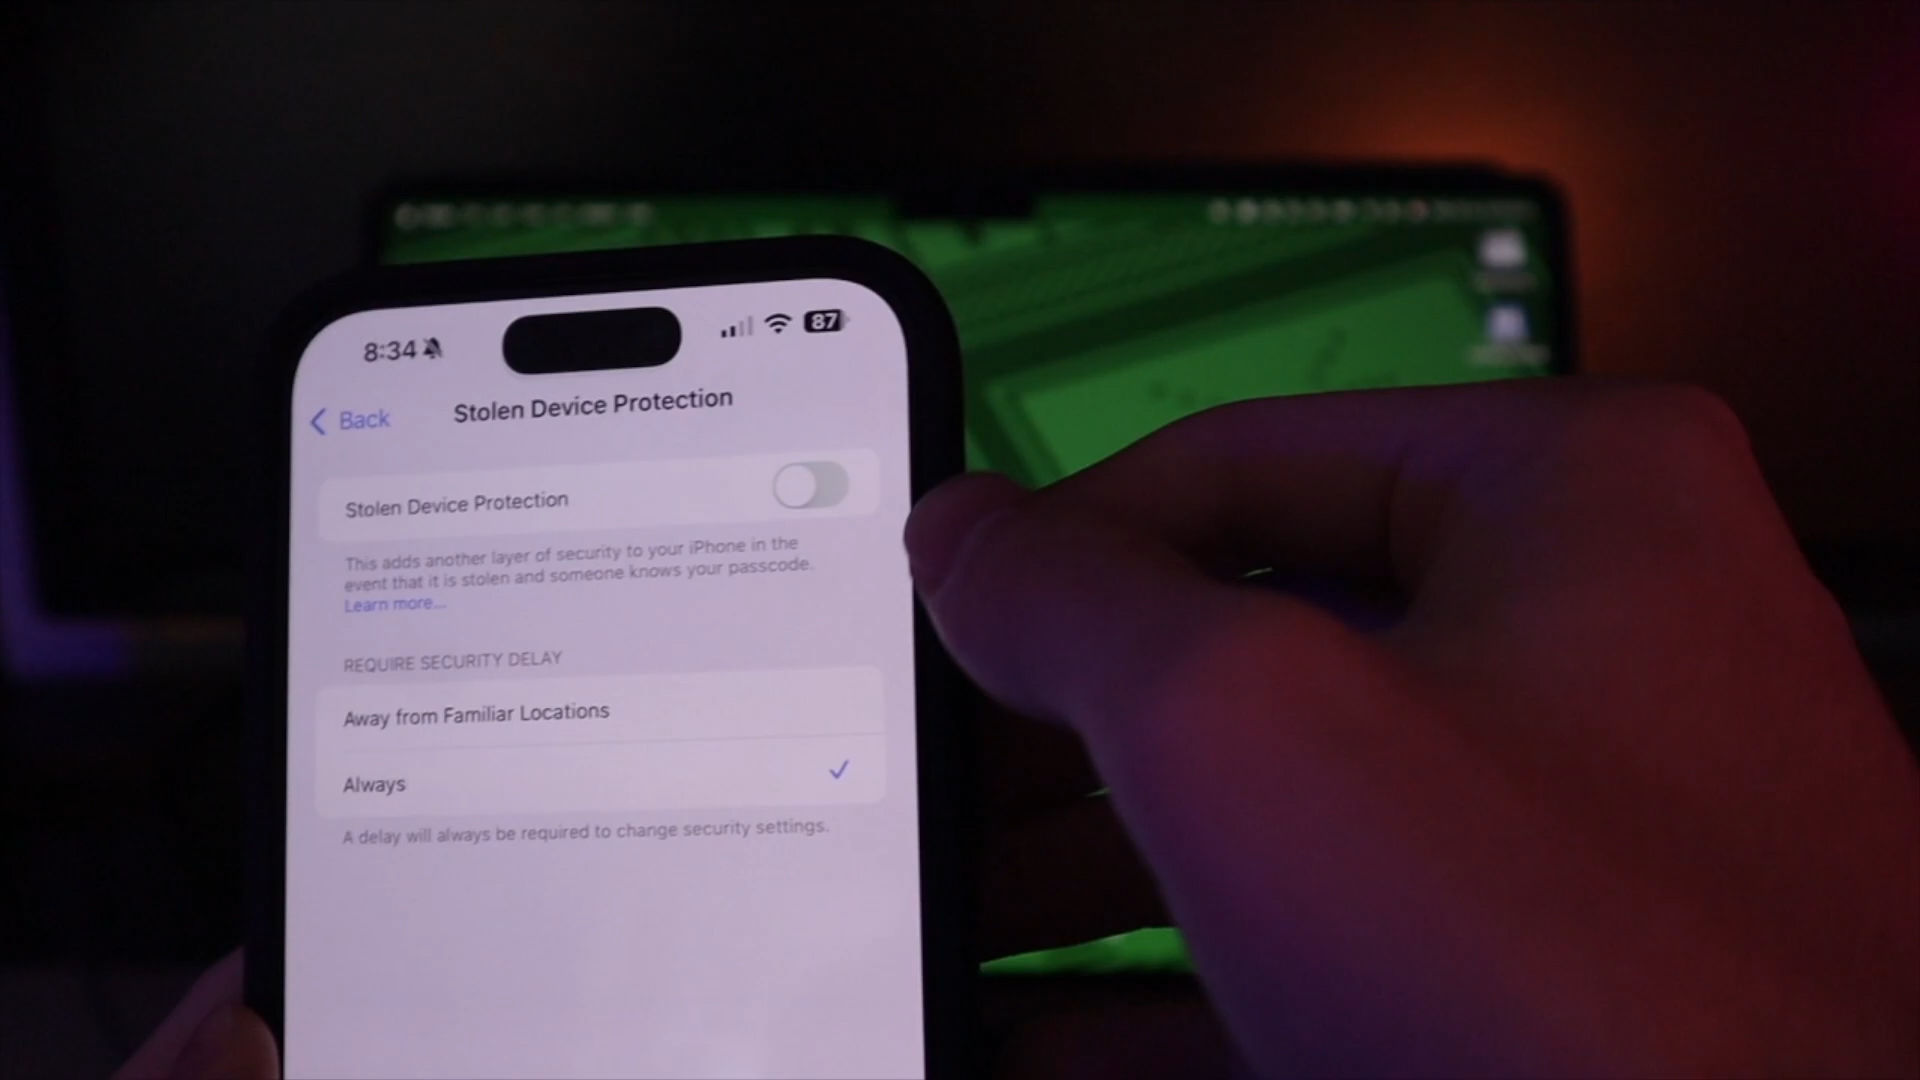 8:34
87
Back
Stolen Device Protection
Stolen Device Protection
This adds another layer of security to your iPhone in the
event that it is stolen and someone knows your passcode.
Learn more...
REQUIRE SECURITY DELAY
Away from Familiar Locations
Always
A delay will always be required to change security settings.